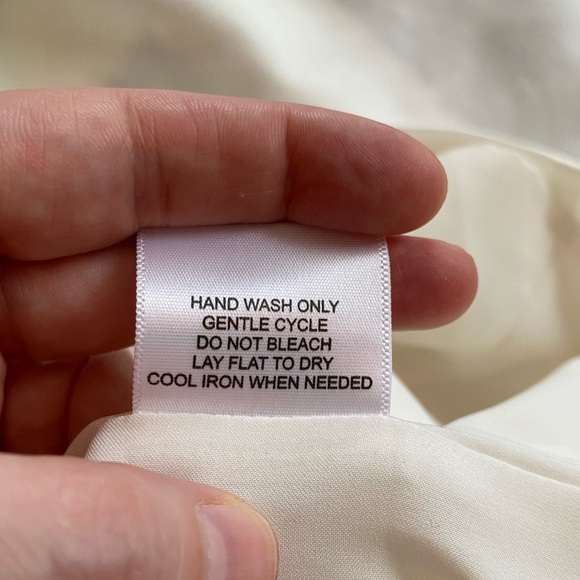 HAND WASH ONLY
GENTLE CYCLE
DO NOT BLEACH
LAY FLAT TO DRY
COOL IRON WHEN NEEDED